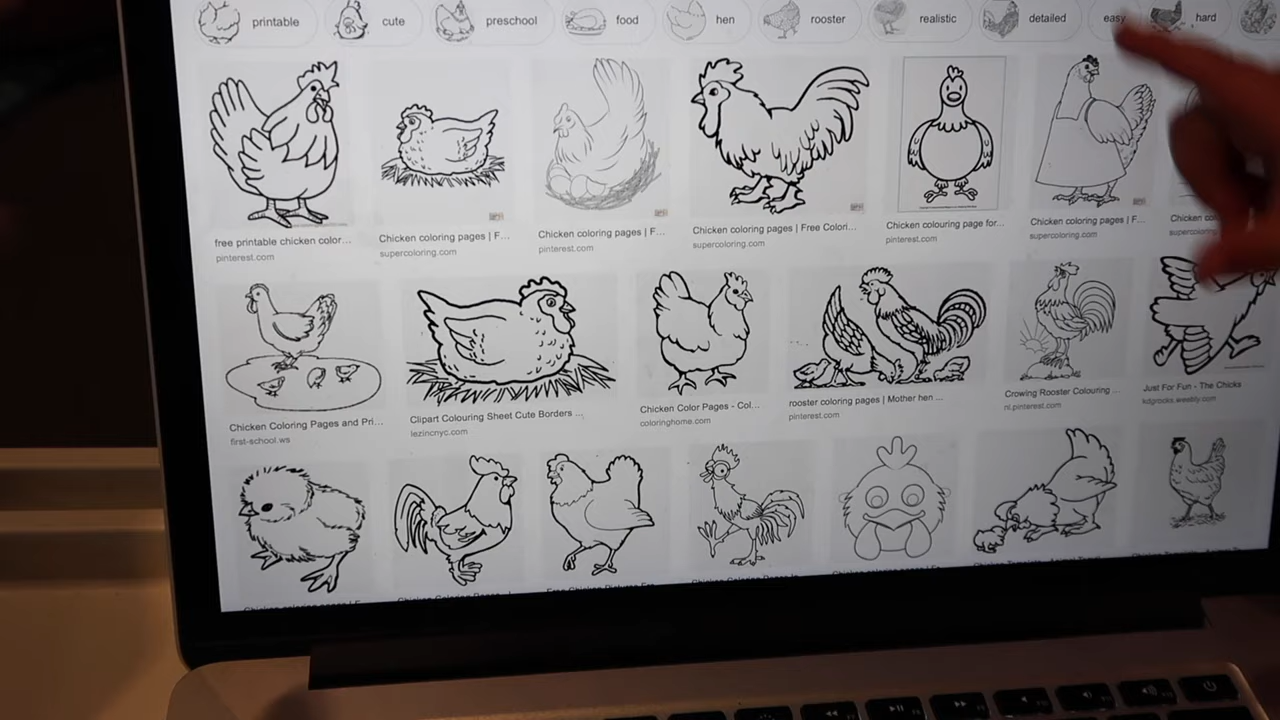 printable cute preschool food hen rooster realistic detailed easy hard
free printable chicken color...
pinterest.com
Chicken coloring pages | F...
supercoloring.com
Chicken coloring pages | F...
pinterest.com
Chicken coloring pages | Free Colori...
supercoloring.com
Chicken colouring page for...
pinterest.com
Chicken coloring pages | F...
supercoloring.com
Chicken
supercoloring
Chicken Coloring Pages and Pri...
first-school.ws
Clipart Colouring Sheet Cute Borders ...
lezincnyc.com
Chicken Color Pages - Col...
coloringhome.com
rooster coloring pages | Mother hen ...
pinterest.com
Crowing Rooster Colouring ...
nl.pinterest.com
Just For Fun - The Chicks
kdgrocks.weebly.com